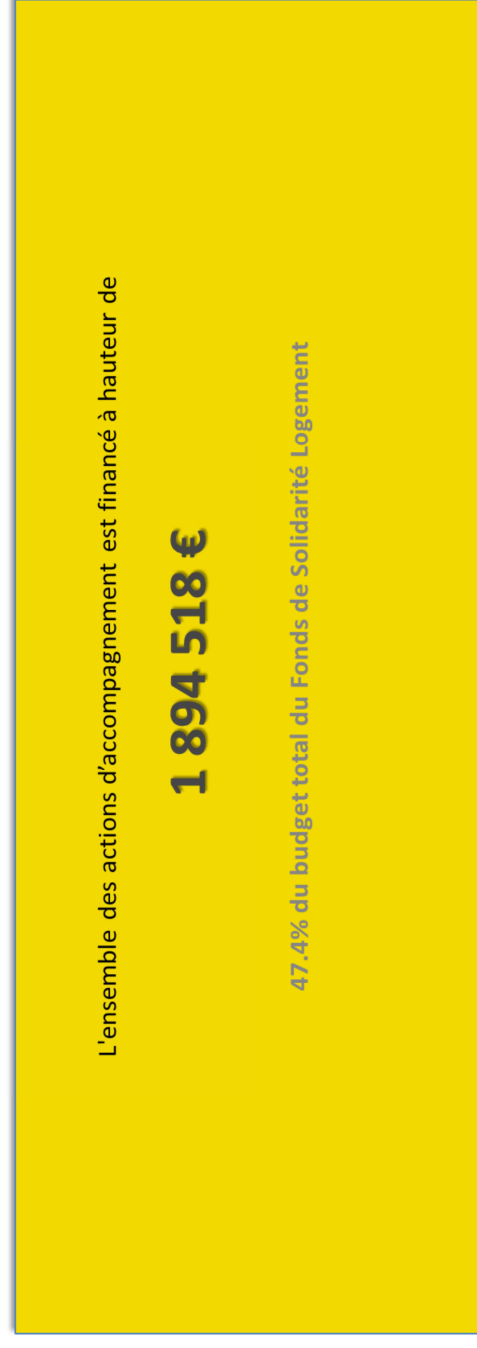 L'ensemble des actions d'accompagnement est financé à hauteur de
1 894 518 €
47.4% du budget total du Fonds de Solidarité Logement